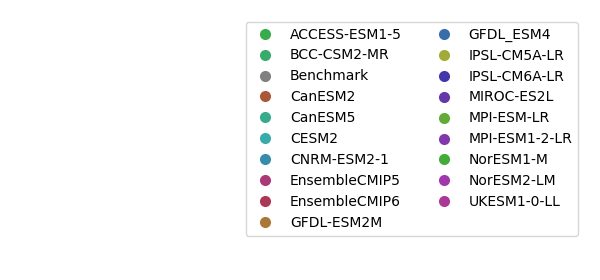 ACCESS-ESM1-5
BCC-CSM2-MR
Benchmark
CanESM2
CanESM5
CESM2
CNRM-ESM2-1
EnsembleCMIP5
EnsembleCMIP6
GFDL-ESM2M
GFDL_ESM4
IPSL-CM5A-LR
IPSL-CM6A-LR
MIROC-ES2L
MPI-ESM-LR
MPI-ESM1-2-LR
NorESM1-M
NorESM2-LM
UKESM1-0-LL